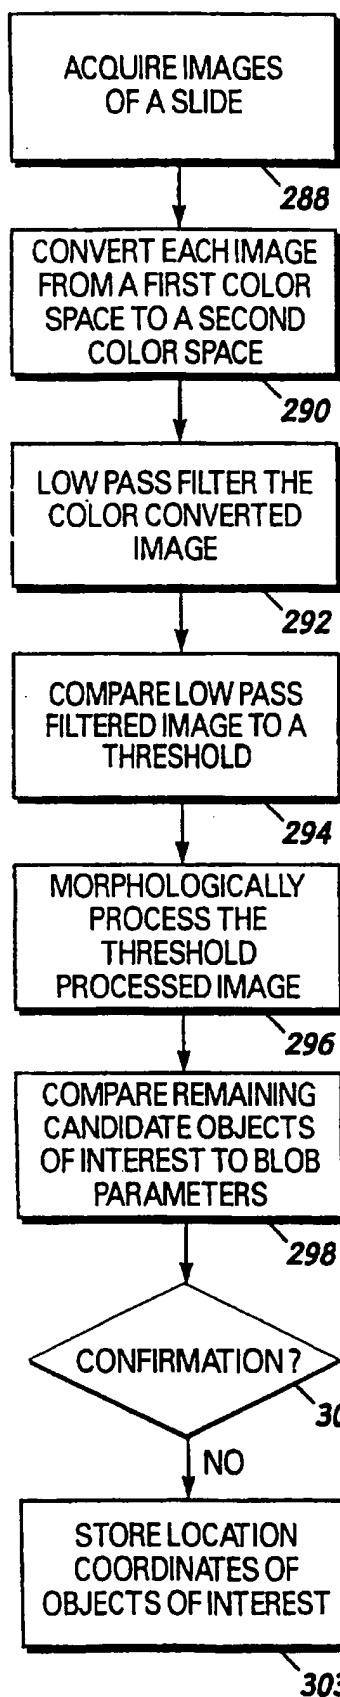 ACQUIRE IMAGES
OF A SLIDE
288
CONVERT EACH IMAGE
FROM A FIRST COLOR
SPACE TO A SECOND
COLOR SPACE
290
LOW PASS FILTER THE
COLOR CONVERTED
IMAGE
292
COMPARE LOW PASS
FILTERED IMAGE TO A
THRESHOLD
294
MORPHOLOGICALLY
PROCESS THE
THRESHOLD
PROCESSED IMAGE
296
COMPARE REMAINING
CANDIDATE OBJECTS
OF INTEREST TO BLOB
PARAMETERS
298
CONFIRMATION?
NO
STORE LOCATION
COORDINATES OF
OBJECTS OF INTEREST
303